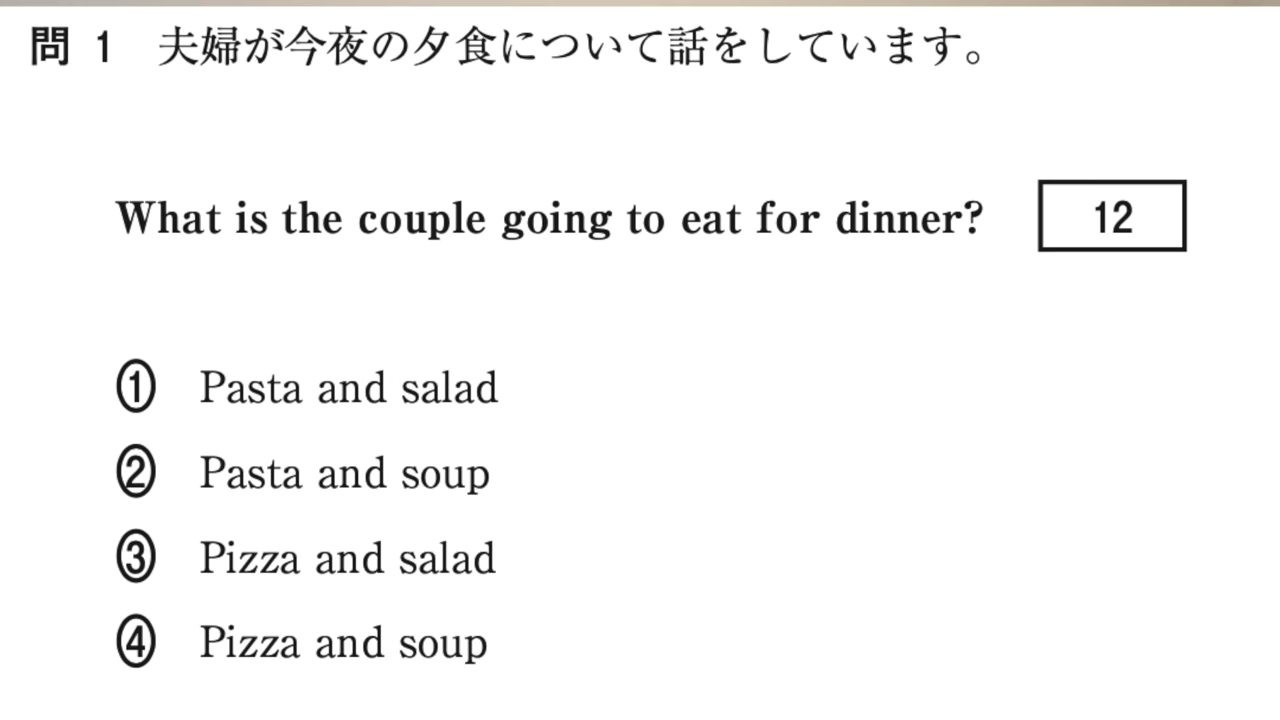 問 1 夫婦が今夜の夕食について話をしています。
What is the couple going to eat for dinner? 12
① Pasta and salad
② Pasta and soup
③ Pizza and salad
④ Pizza and soup